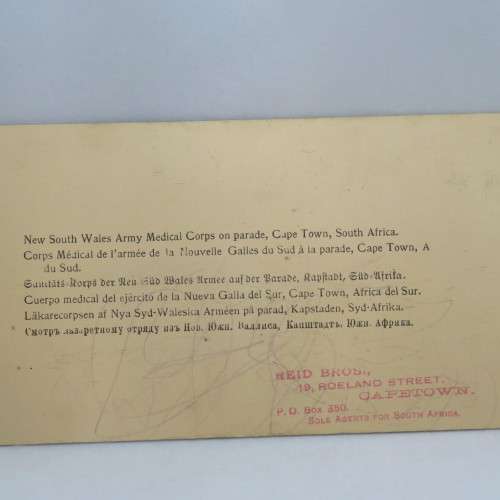 New South Wales Army Medical Corps on parade, Cape Town, South Africa.
Corps Médical de l'armée de la Nouvelle Galles du Sud à la parade, Cape Town, A
du Sud.
Sanitäts-Korps der Neu Süd Wales Armee auf der Parade, Kapstadt, Süd-Afrika.
Cuerpo medical del ejército de la Nueva Galla del Sur, Cape Town, Africa del Sur.
Läkarecorpsen af Nya Syd-Walesica Arméen på parad, Kapstaden, Syd-Afrika.
Смотръ лазаретному отряду изъ Нов. Южн. Валлиса, Капштадтъ. Южн. Африка.
REID BROS.,
19, ROELAND STREET.
CAPETOWN.
P.O. BOX 350.
SOLE AGENTS FOR SOUTH AFRICA.